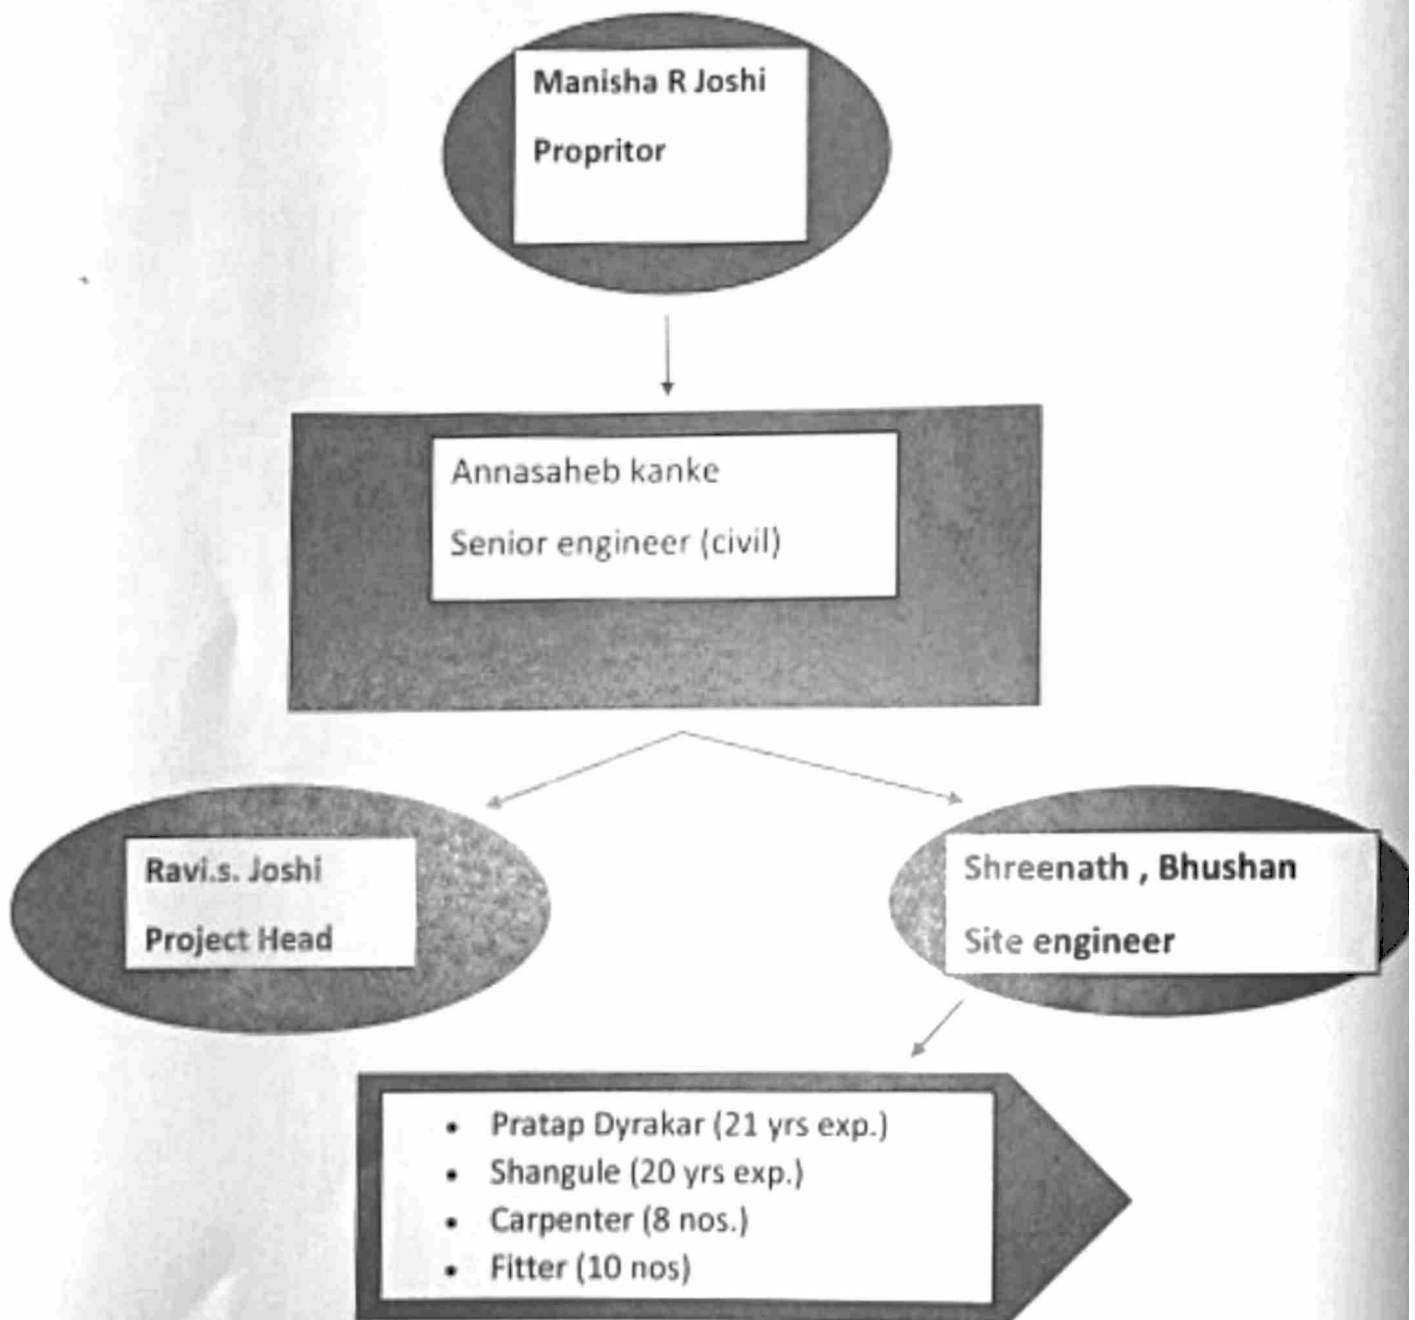 Manisha R Joshi
Propritor
Annasaheb kanke
Senior engineer (civil)
Ravi.s. Joshi
Project Head
Shreenath , Bhushan
Site engineer
• Pratap Dyrakar (21 yrs exp.)
• Shangule (20 yrs exp.)
• Carpenter (8 nos.)
• Fitter (10 nos)